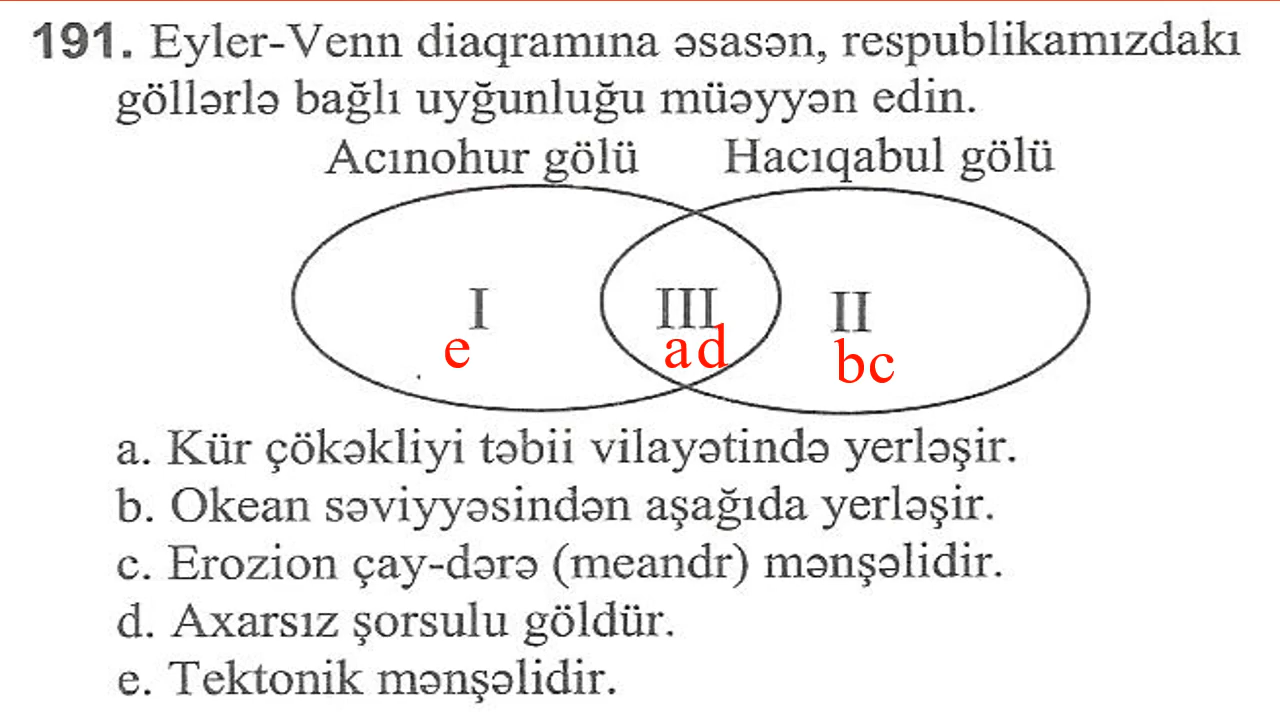 191. Eyler-Venn diaqramına əsasən, respublikamızdakı
göllərlə bağlı uyğunluğu müəyyən edin.
Acınohur gölü Hacıqabul gölü
I III II
e ad bc
a. Kür çökəkliyi təbii vilayətində yerləşir.
b. Okean səviyyəsindən aşağıda yerləşir.
c. Erozion çay-dərə (meandr) mənşəlidir.
d. Axarsız şorsulu göldür.
e. Tektonik mənşəlidir.